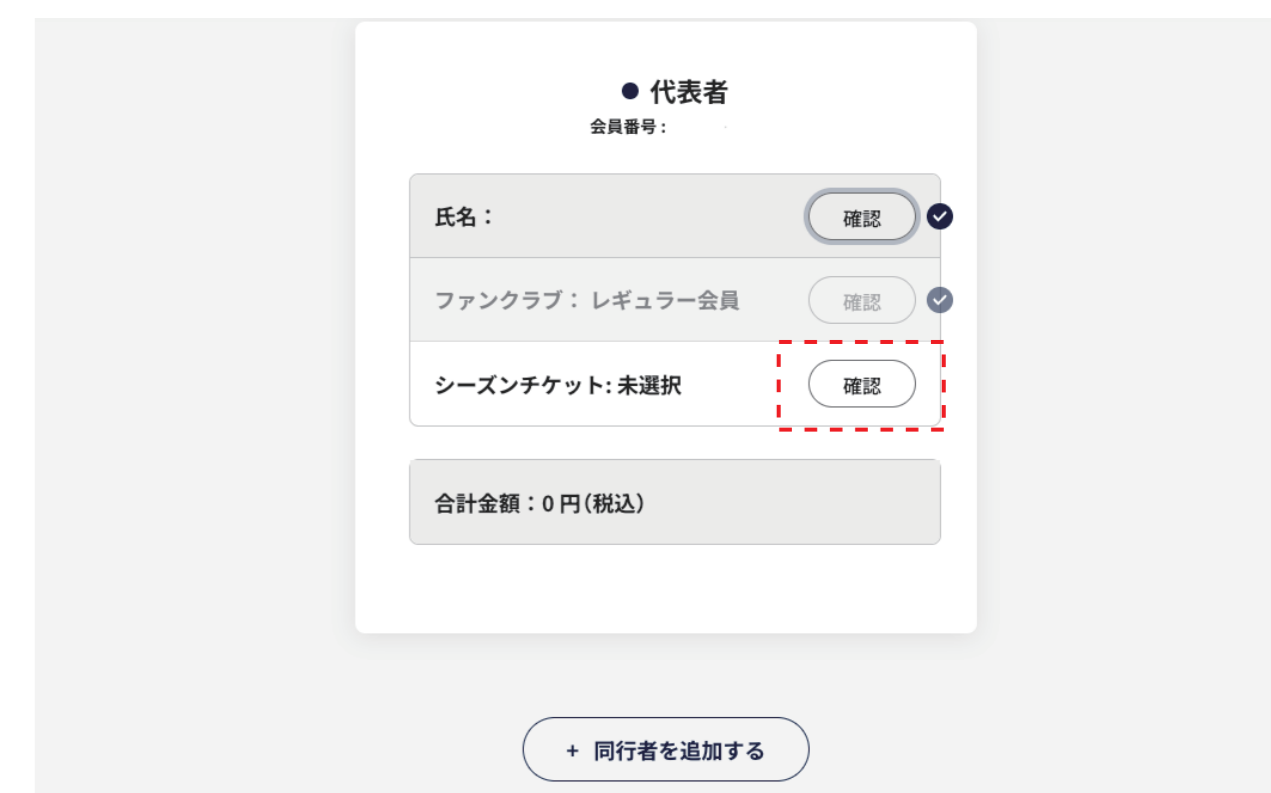 代表者
会員番号：
氏名：
確認
ファンクラブ： レギュラー会員
確認
シーズンチケット: 未選択
確認
合計金額：0 円（税込）
+ 同行者を追加する